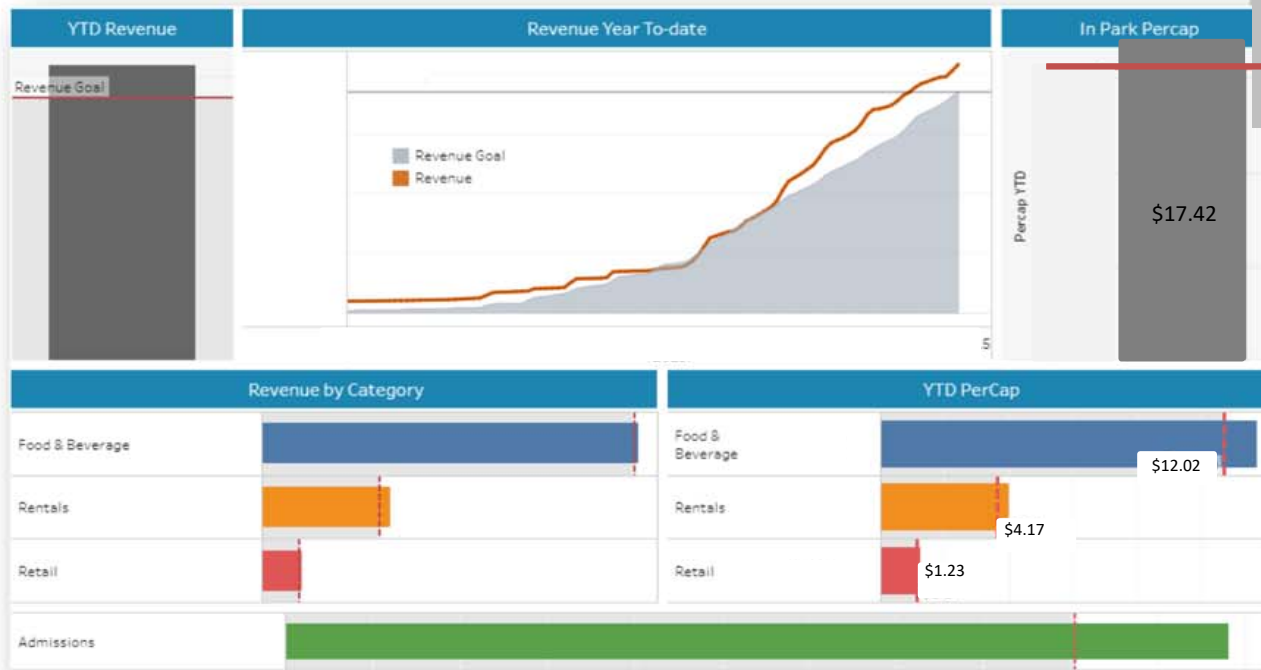 YTD Revenue
Revenue Year To-date
In Park Percap
Revenue Goal
Revenue Goal
Revenue
Percap YTD
$17.42
5
Revenue by Category
YTD PerCap
Food & Beverage
Rentals
Retail
Food &
Beverage
$12.02
Rentals
$4.17
Retail
$1.23
Admissions